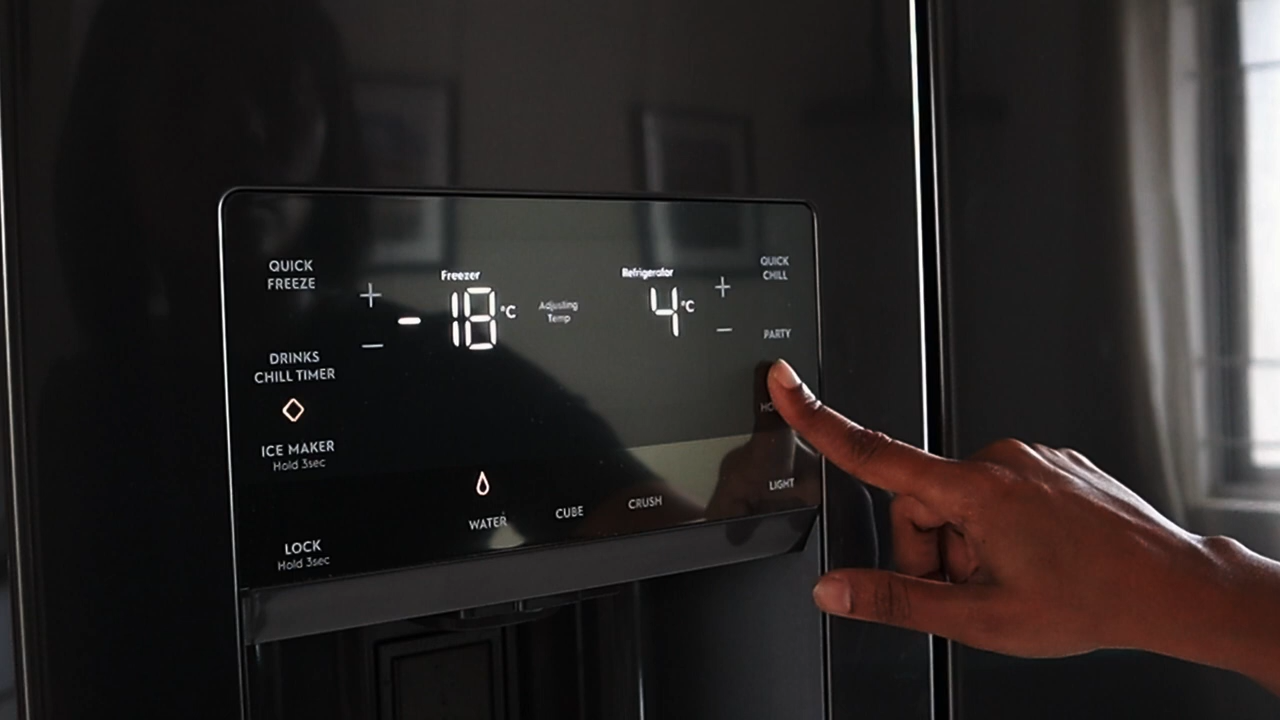 QUICK
FREEZE
Freezer
- 18 °C
Adjusting
Temp
Refrigerator
4 °C
QUICK
CHILL
PARTY
DRINKS
CHILL TIMER
ICE MAKER
Hold 3sec
LIGHT
WATER
CUBE
CRUSH
LOCK
Hold 3sec